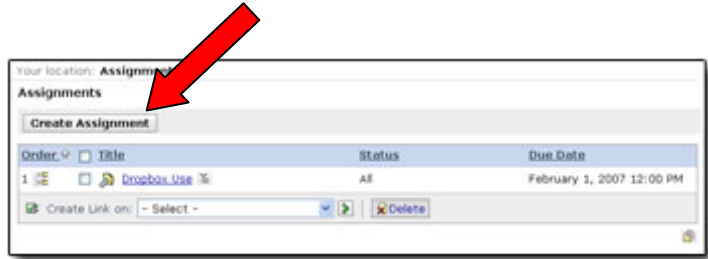 Your location: Assignm
Assignments
Create Assignment
Order Title Status Due Date
1 Dropbox Use All February 1, 2007 12:00 PM
Create Link on: - Select - Delete